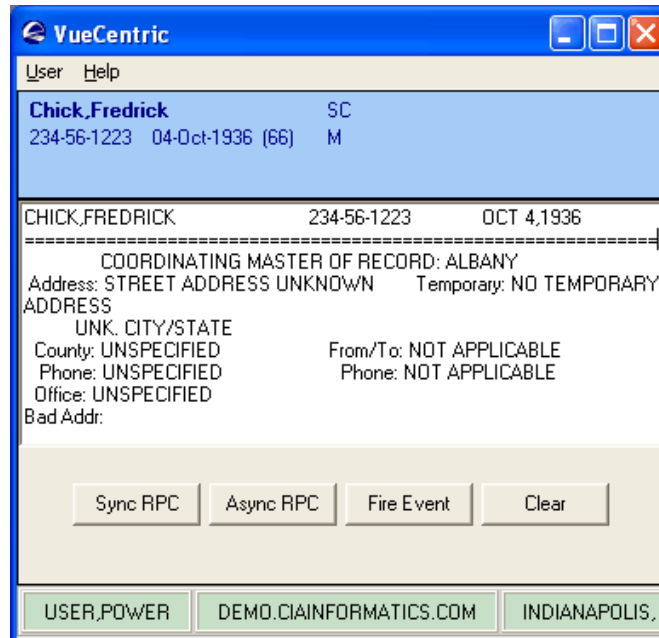 VueCentric
User Help
Chick,Fredrick SC
234-56-1223 04-Oct-1936 (66) M
CHICK,FREDRICK 234-56-1223 OCT 4,1936
==============================================================
COORDINATING MASTER OF RECORD: ALBANY
Address: STREET ADDRESS UNKNOWN Temporary: NO TEMPORARY
ADDRESS
UNK. CITY/STATE
County: UNSPECIFIED From/To: NOT APPLICABLE
Phone: UNSPECIFIED Phone: NOT APPLICABLE
Office: UNSPECIFIED
Bad Addr:
Sync RPC Async RPC Fire Event Clear
USER,POWER DEMO.CIAINFORMATICS.COM INDIANAPOLIS,